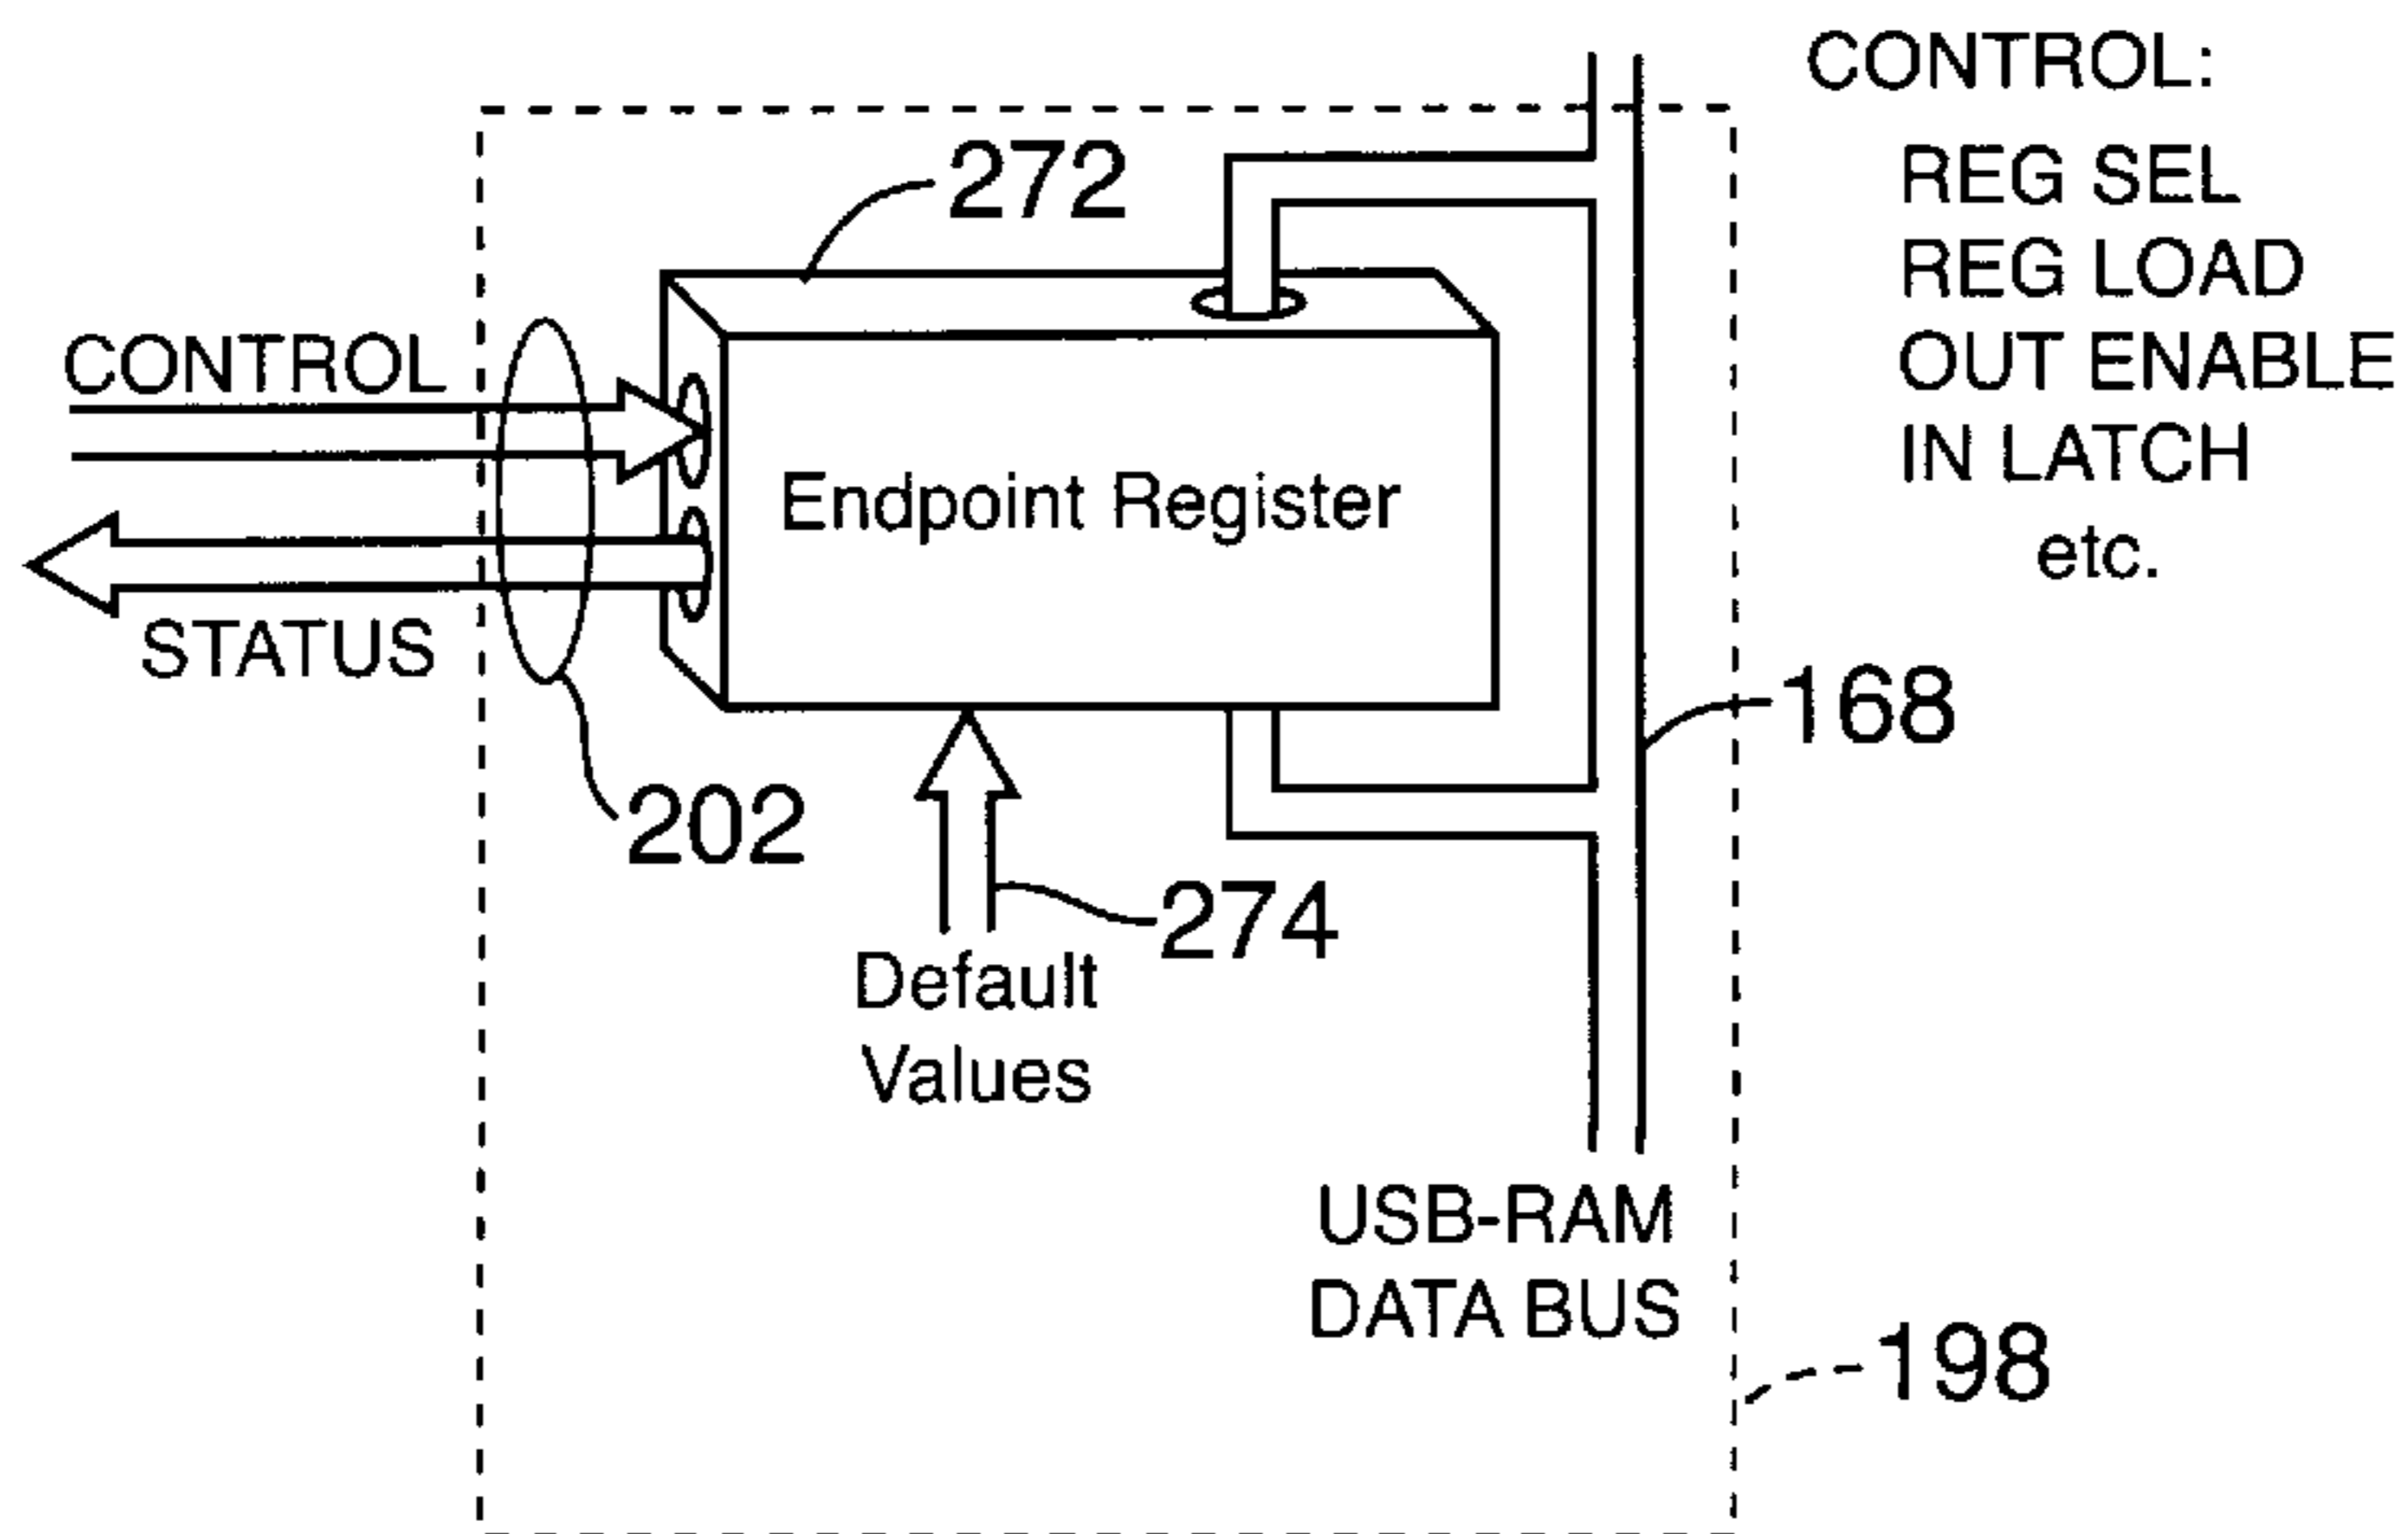 CONTROL:
REG SEL
REG LOAD
OUT ENABLE
IN LATCH
etc.
272
CONTROL
Endpoint Register
STATUS
168
202
274
Default
Values
USB-RAM
DATA BUS
198